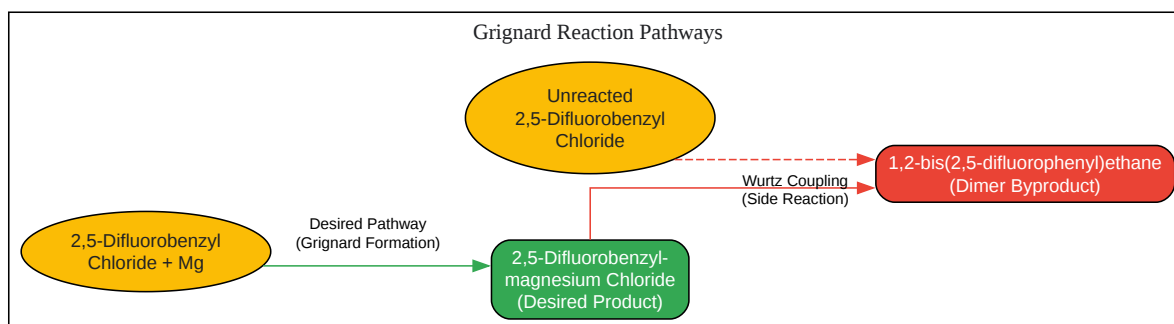 Grignard Reaction Pathways
Unreacted
2,5-Difluorobenzyl
Chloride
1,2-bis(2,5-difluorophenyl)ethane
(Dimer Byproduct)
Wurtz Coupling
(Side Reaction)
2,5-Difluorobenzyl
Chloride + Mg
Desired Pathway
(Grignard Formation)
2,5-Difluorobenzyl-
magnesium Chloride
(Desired Product)